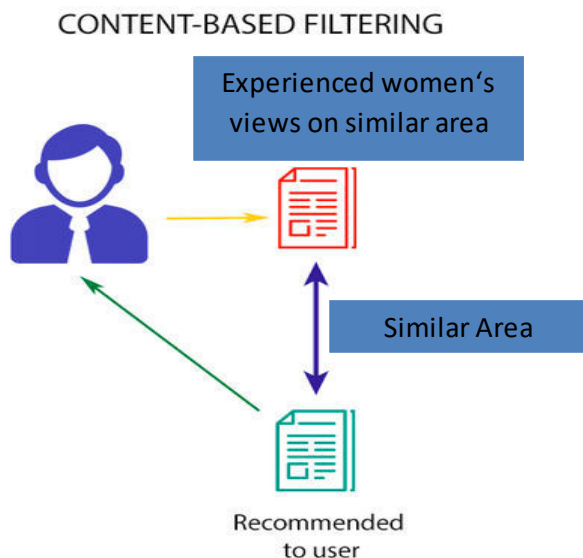 CONTENT-BASED FILTERING
Experienced women‘s
views on similar area
Similar Area
Recommended
to user